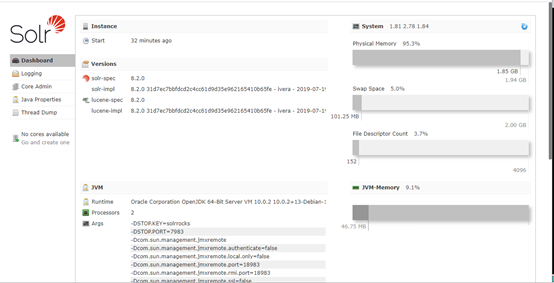 Solr
Dashboard
Logging
Core Admin
Java Properties
Thread Dump
No cores available
Go and create one
Instance
Start 32 minutes ago
Versions
solr-spec 8.2.0
solr-impl 8.2.0 31d7ec7bbfdcd2c4cc61d9d35e962165410b65fe - ivera - 2019-07-1
lucene-spec 8.2.0
lucene-impl 8.2.0 31d7ec7bbfdcd2c4cc61d9d35e962165410b65fe - ivera - 2019-07-1
System 1.81 2.78 1.84
Physical Memory 95.3%
1.85 GB
1.94 GB
Swap Space 5.0%
101.25 MB
2.00 GB
File Descriptor Count 3.7%
152
4096
JVM
Runtime Oracle Corporation OpenJDK 64-Bit Server VM 10.0.2 10.0.2+13-Debian-1
Processors 2
Args -DSTOP.KEY=solrrocks
-DSTOP.PORT=7983
-Dcom.sun.management.jmxremote
-Dcom.sun.management.jmxremote.authenticate=false
-Dcom.sun.management.jmxremote.local.only=false
-Dcom.sun.management.jmxremote.port=18983
-Dcom.sun.management.jmxremote.rmi.port=18983
-Dcom.sun.management.jmxremote.ssl=false
JVM-Memory 9.1%
46.75 MB